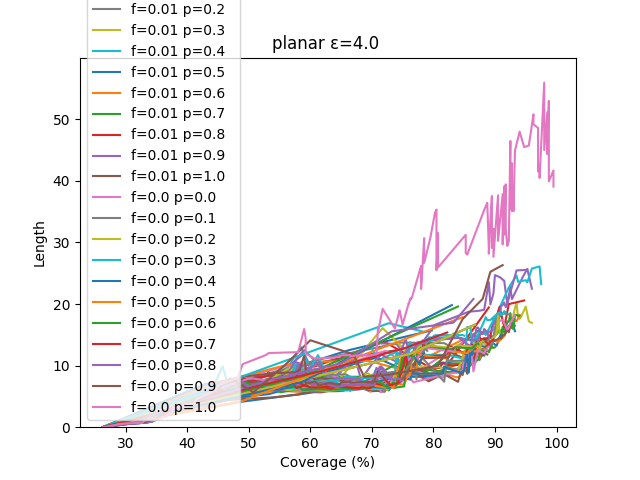 f=0.01 p=0.2
f=0.01 p=0.3
f=0.01 p=0.4
planar ε=4.0
f=0.01 p=0.5
f=0.01 p=0.6
f=0.01 p=0.7
f=0.01 p=0.8
f=0.01 p=0.9
f=0.01 p=1.0
f=0.0 p=0.0
f=0.0 p=0.1
f=0.0 p=0.2
f=0.0 p=0.3
f=0.0 p=0.4
f=0.0 p=0.5
f=0.0 p=0.6
f=0.0 p=0.7
f=0.0 p=0.8
f=0.0 p=0.9
f=0.0 p=1.0
50
40
30
20
10
0
Length
30 40 50 60 70 80 90 100
Coverage (%)